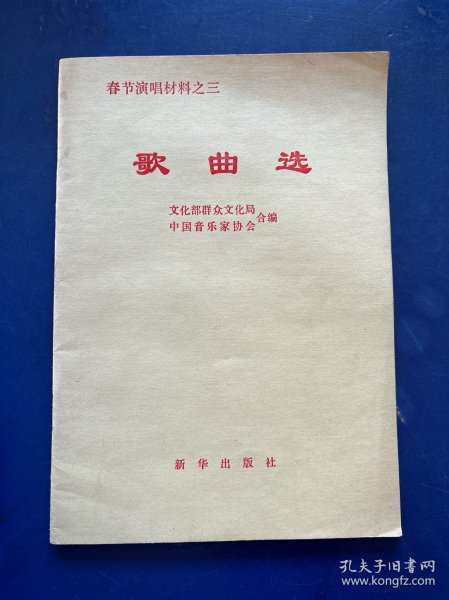 春节演唱材料之三
歌曲选
文化部群众文化局
中国音乐家协会
合编
新华出版社
孔夫子旧书网
www.kongfz.com